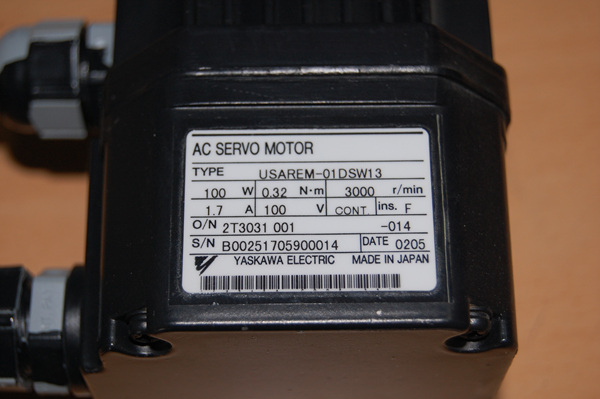 AC SERVO MOTOR
TYPE USAREM-01DSW13
100 W 0.32 N·m 3000 r/min
1.7 A 100 V CONT. ins. F
O/N 2T3031 001 -014
S/N B00251705900014 DATE 0205
YASKAWA ELECTRIC MADE IN JAPAN